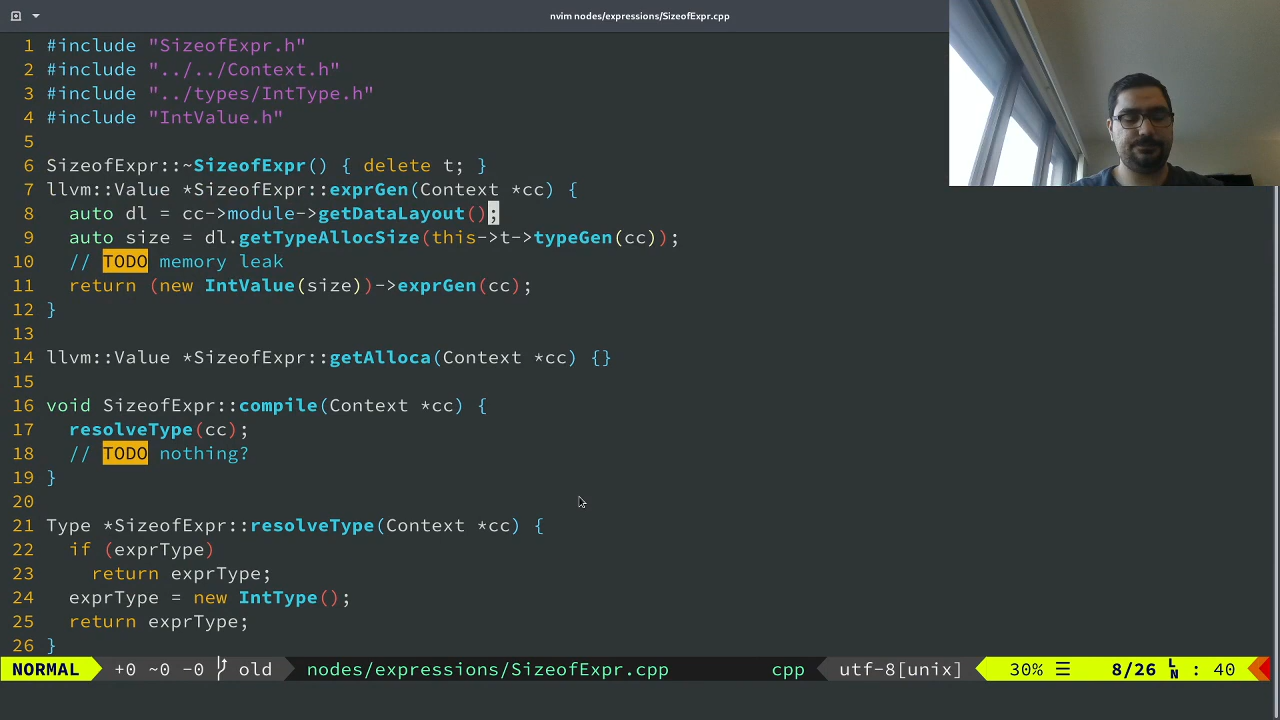 nvim nodes/expressions/SizeofExpr.cpp
1 #include "SizeofExpr.h"
2 #include "../../Context.h"
3 #include "../types/IntType.h"
4 #include "IntValue.h"
5
6 SizeofExpr::~SizeofExpr() { delete t; }
7 llvm::Value *SizeofExpr::exprGen(Context *cc) {
8   auto dl = cc->module->getDataLayout();
9   auto size = dl.getTypeAllocSize(this->t->typeGen(cc));
10   // TODO memory leak
11   return (new IntValue(size))->exprGen(cc);
12 }
13
14 llvm::Value *SizeofExpr::getAlloca(Context *cc) {}
15
16 void SizeofExpr::compile(Context *cc) {
17   resolveType(cc);
18   // TODO nothing?
19 }
20
21 Type *SizeofExpr::resolveType(Context *cc) {
22   if (exprType)
23     return exprType;
24   exprType = new IntType();
25   return exprType;
26 }
NORMAL +0 ~0 -0 old nodes/expressions/SizeofExpr.cpp cpp utf-8[unix] 30% ☰ 8/26 LN : 40